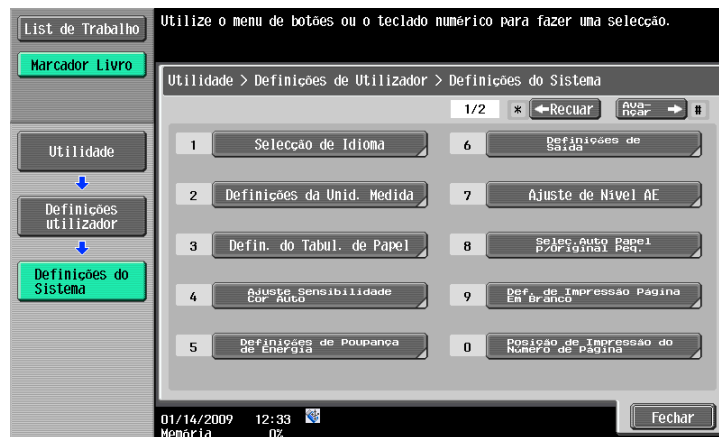 List de Trabalho
Utilize o menu de botões ou o teclado numérico para fazer uma selecção.
Marcador Livro
Utilidade > Definições de Utilizador > Definições do Sistema
1/2 * ←Recuar Ava- → #
nçar
Utilidade
Definições
utilizador
Definições do
Sistema
1 Selecção de Idioma
2 Definições da Unid. Medida
3 Defin. do Tabul. de Papel
4 Ajuste Sensibilidade
Cor Auto
5 Definições de Poupança
de Energia
6 Definições de
Saída
7 Ajuste de Nível AE
8 Selec.Auto Papel
p/Original Peq.
9 Def. de Impressão Página
Em Branco
0 Posição de Impressão do
Número de Página
01/14/2009 12:33
Memória 0%
Fechar